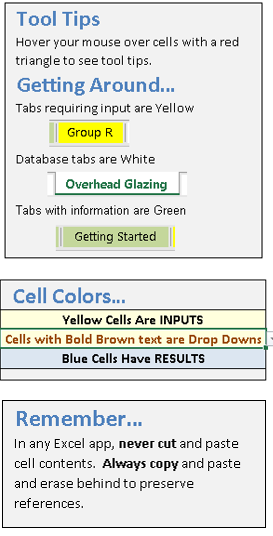 Tool Tips
Hover your mouse over cells with a red
triangle to see tool tips.
Getting Around...
Tabs requiring input are Yellow
Group R
Database tabs are White
Overhead Glazing
Tabs with information are Green
Getting Started
Cell Colors...
Yellow Cells Are INPUTS
Cells with Bold Brown text are Drop Downs
Blue Cells Have RESULTS
Remember...
In any Excel app, never cut and paste
cell contents. Always copy and paste
and erase behind to preserve
references.